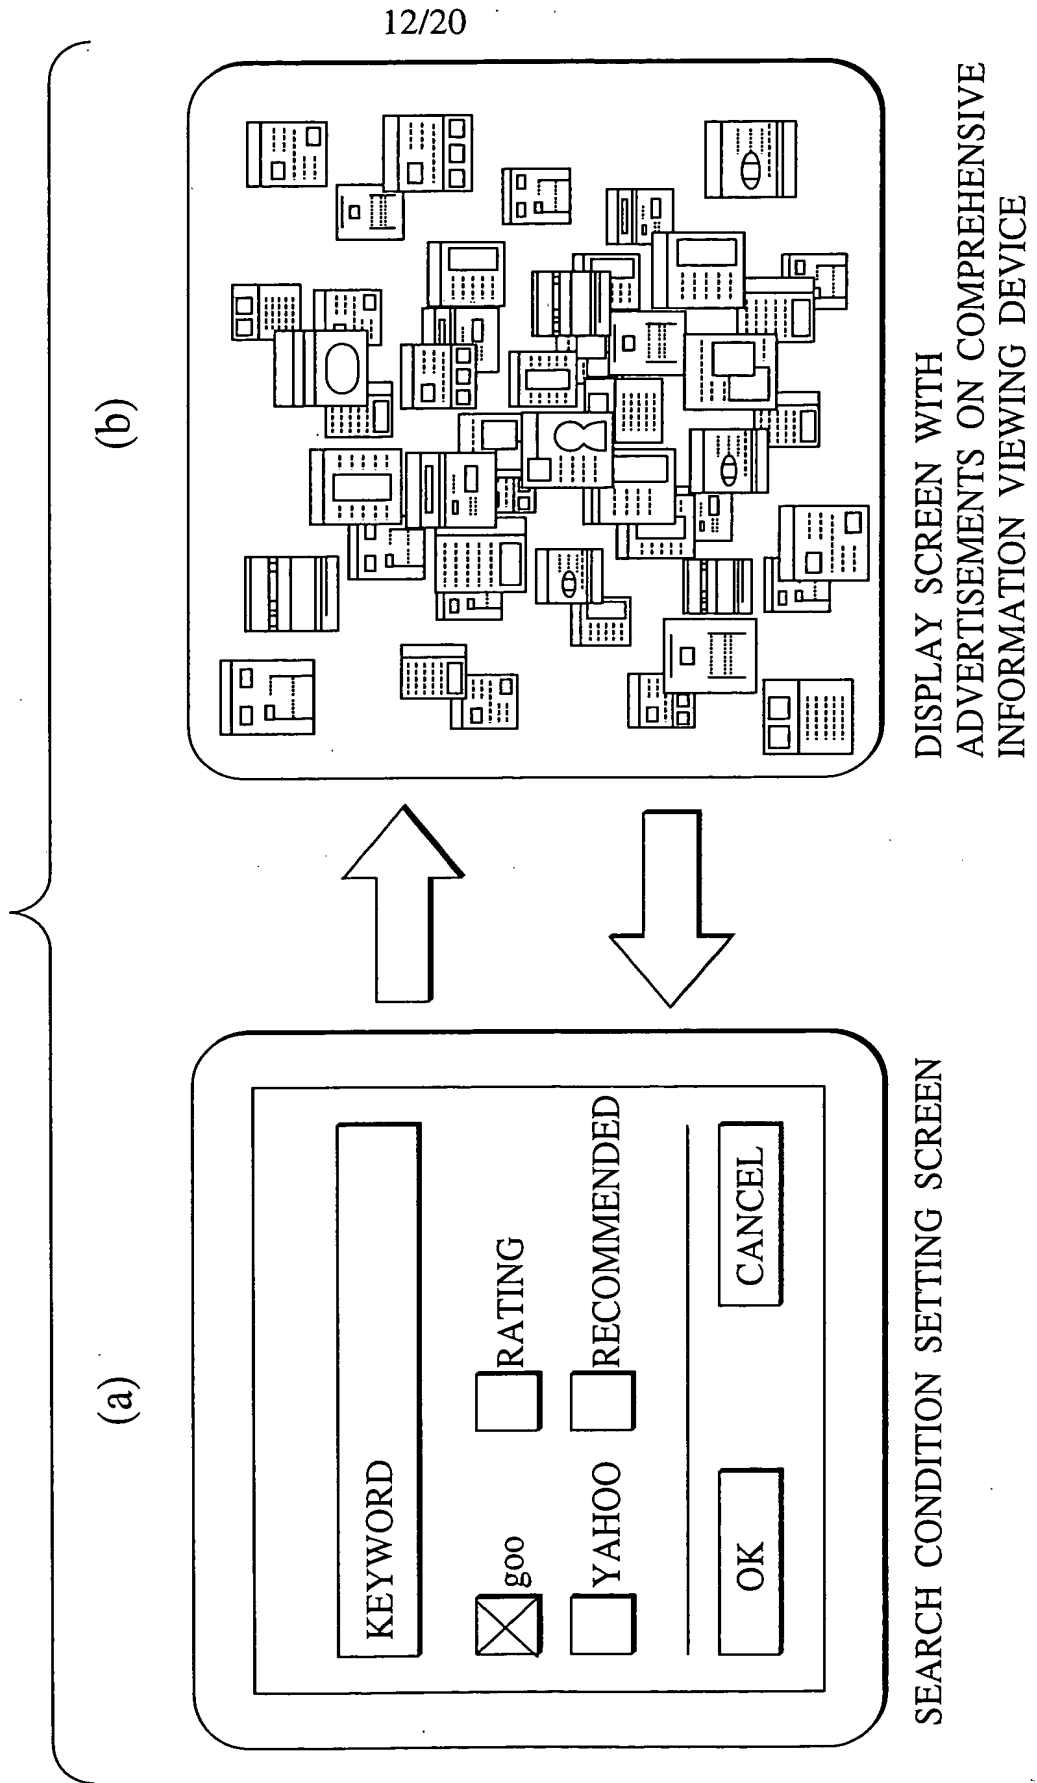 12/20
(a)
KEYWORD
goo
RATING
YAHOO
RECOMMENDED
OK
CANCEL
SEARCH CONDITION SETTING SCREEN
(b)
DISPLAY SCREEN WITH
ADVERTISEMENTS ON COMPREHENSIVE
INFORMATION VIEWING DEVICE